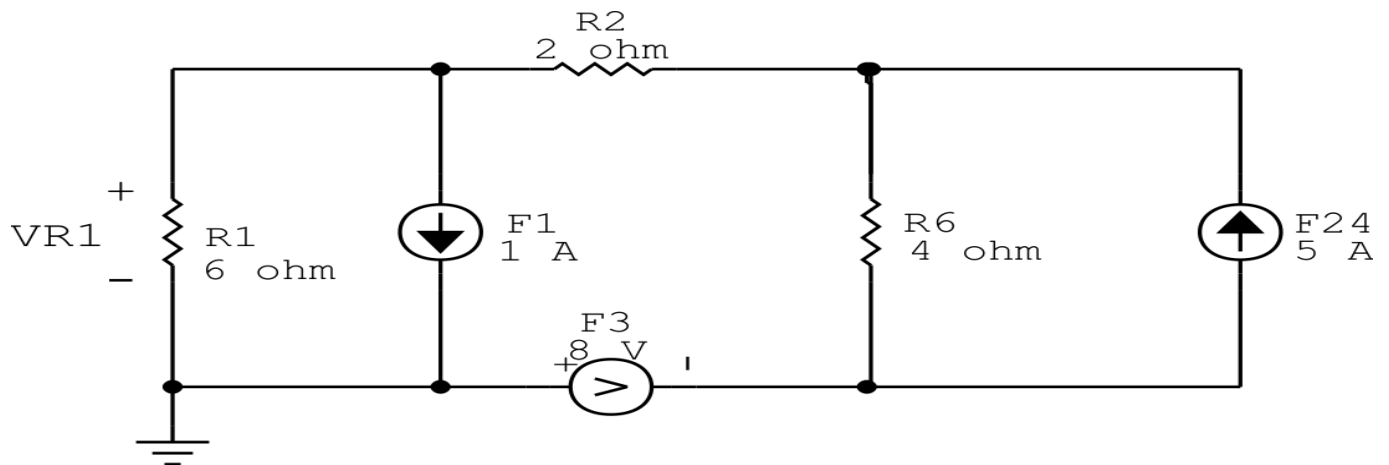 R2
2 ohm
+
VR1
-
R1
6 ohm
F1
1 A
R6
4 ohm
F24
5 A
F3
8 V
+
-
V